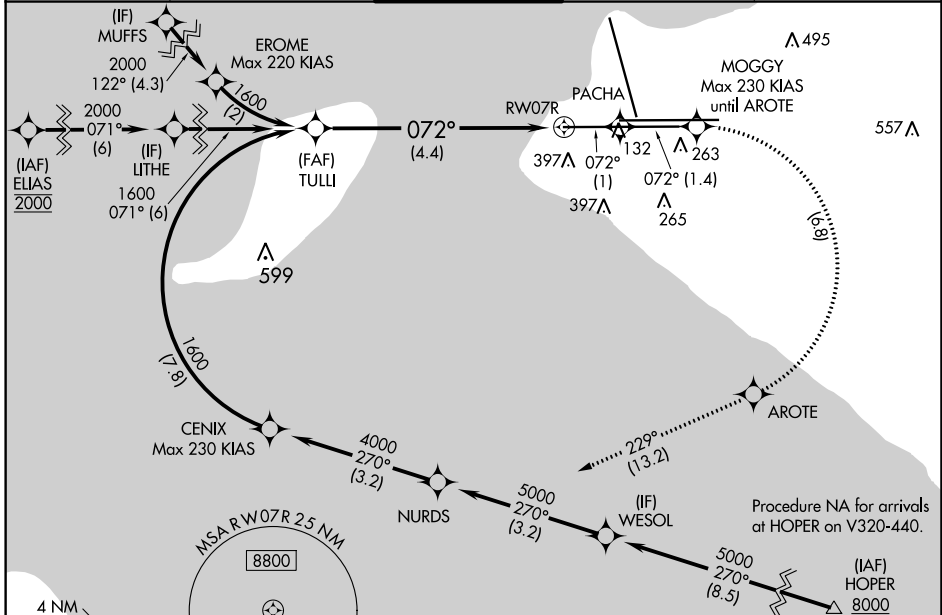 (IF)
MUFFS
2000
122° (4.3)
EROME
Max 220 KIAS
1600
(2)
2000
071°
(6)
(IAF)
ELIAS
2000
(IF)
LITHE
1600
071° (6)
(FAF)
TULLI
072°
(4.4)
RW07R
PACHA
MOGGY
Max 230 KIAS
until AROTE
495
557
397
072°
(1)
132
263
072° (1.4)
397
265
(6.8)
599
1600
(7.8)
CENIX
Max 230 KIAS
4000
270°
(3.2)
NURDS
5000
270°
(3.2)
(IF)
WESOL
AROTE
229°
(13.2)
Procedure NA for arrivals
at HOPER on V320-440.
5000
270°
(8.5)
(IAF)
HOPER
8000
MSA RW07R 25 NM
8800
4 NM